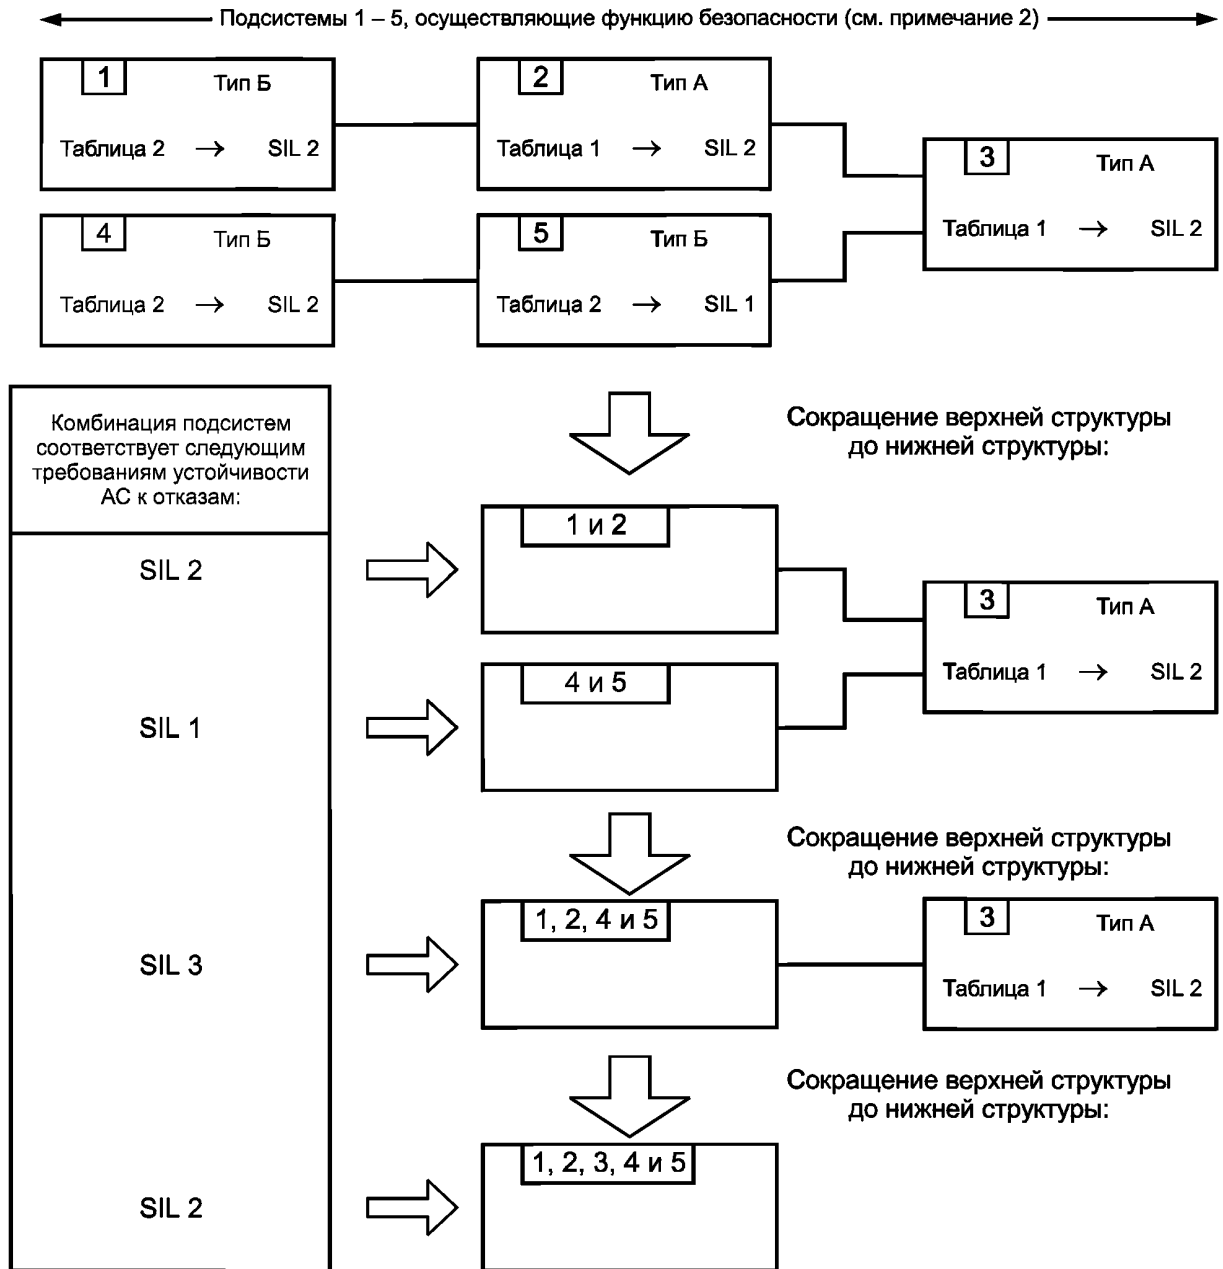 Подсистемы 1 – 5, осуществляющие функцию безопасности (см. примечание 2)
1
Тип Б
Таблица 2 → SIL 2
2
Тип А
Таблица 1 → SIL 2
3
Тип А
Таблица 1 → SIL 2
4
Тип Б
Таблица 2 → SIL 2
5
Тип Б
Таблица 2 → SIL 1
Комбинация подсистем
соответствует следующим
требованиям устойчивости
АС к отказам:
Сокращение верхней структуры
до нижней структуры:
SIL 2
1 и 2
3
Тип А
Таблица 1 → SIL 2
SIL 1
4 и 5
Сокращение верхней структуры
до нижней структуры:
SIL 3
1, 2, 4 и 5
3
Тип А
Таблица 1 → SIL 2
Сокращение верхней структуры
до нижней структуры:
SIL 2
1, 2, 3, 4 и 5